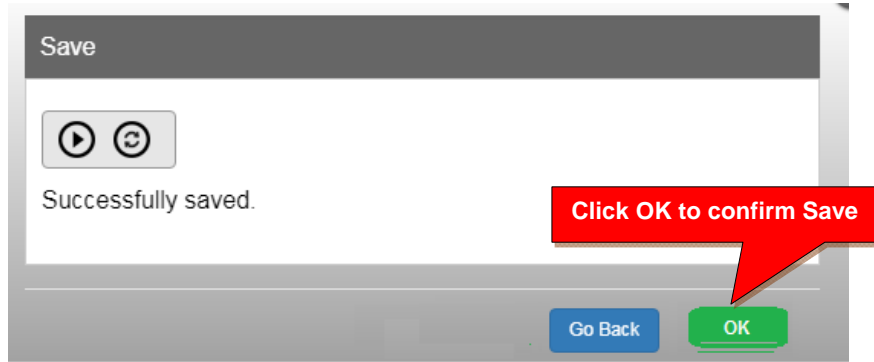 Save
Successfully saved.
Click OK to confirm Save
Go Back
OK